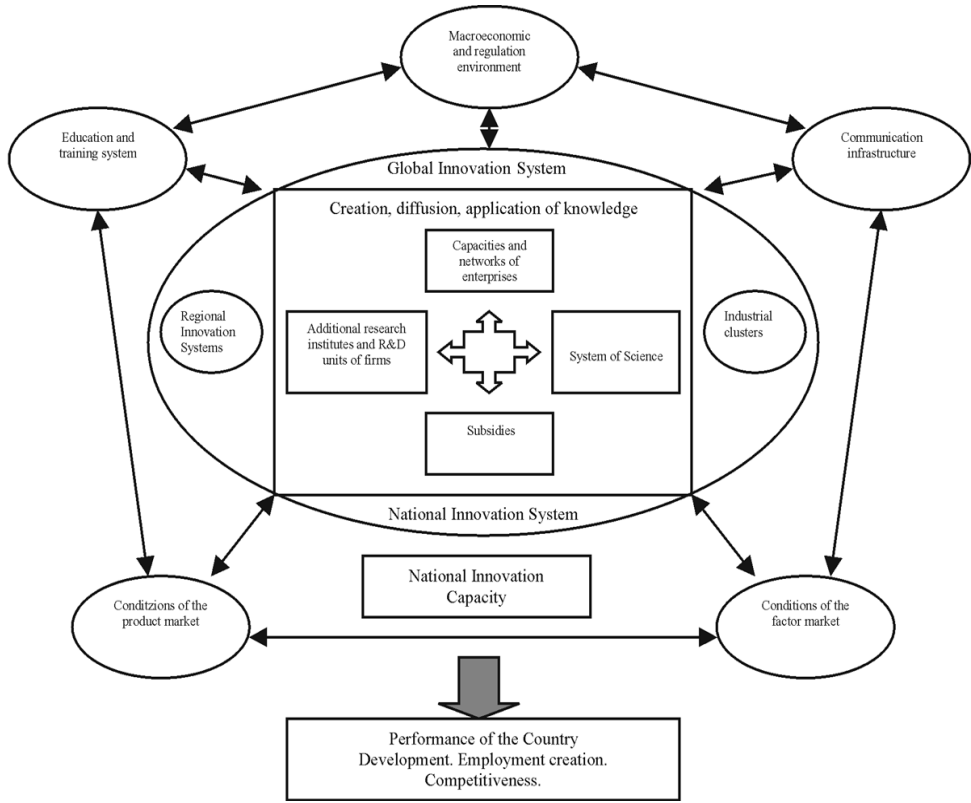 Macroeconomic
and regulation
environment
Education and
training system
Communication
infrastructure
Global Innovation System
Creation, diffusion, application of knowledge
Capacities and
networks of
enterprises
Regional
Innovation
Systems
Additional research
institutes and R&D
units of firms
System of Science
Industrial
clusters
Subsidies
National Innovation System
National Innovation
Capacity
Conditzions of the
product market
Conditions of the
factor market
Performance of the Country
Development. Employment creation.
Competitiveness.